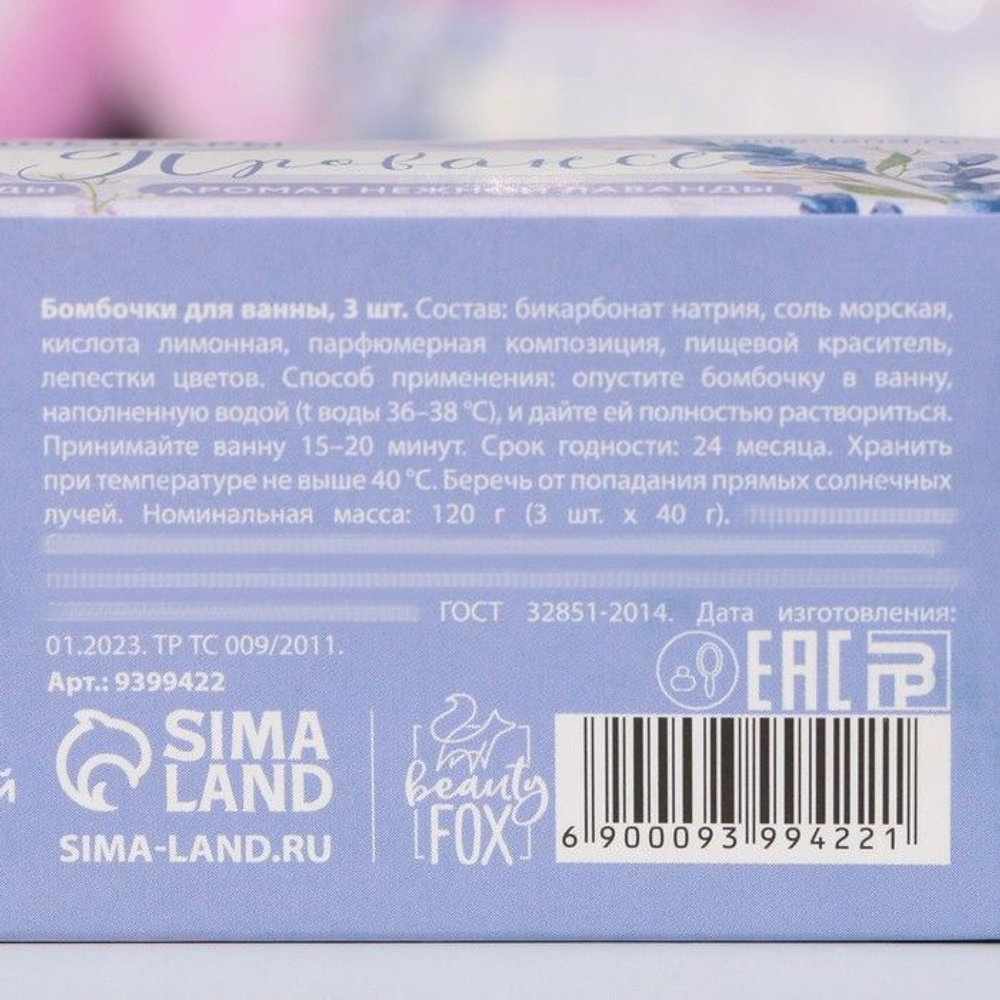 Прованс
АРОМАТ НЕЖНОЙ ЛАВАНДЫ
Бомбочки для ванны, 3 шт. Состав: бикарбонат натрия, соль морская,
кислота лимонная, парфюмерная композиция, пищевой краситель,
лепестки цветов. Способ применения: опустите бомбочку в ванну,
наполненную водой (t воды 36–38 °C), и дайте ей полностью раствориться.
Принимайте ванну 15–20 минут. Срок годности: 24 месяца. Хранить
при температуре не выше 40 °C. Беречь от попадания прямых солнечных
лучей. Номинальная масса: 120 г (3 шт. х 40 г).
ГОСТ 32851-2014. Дата изготовления:
01.2023. ТР ТС 009/2011.
Арт.: 9399422
EAC
SIMA
LAND
SIMA-LAND.RU
beauty
FOX
6 900093 994221